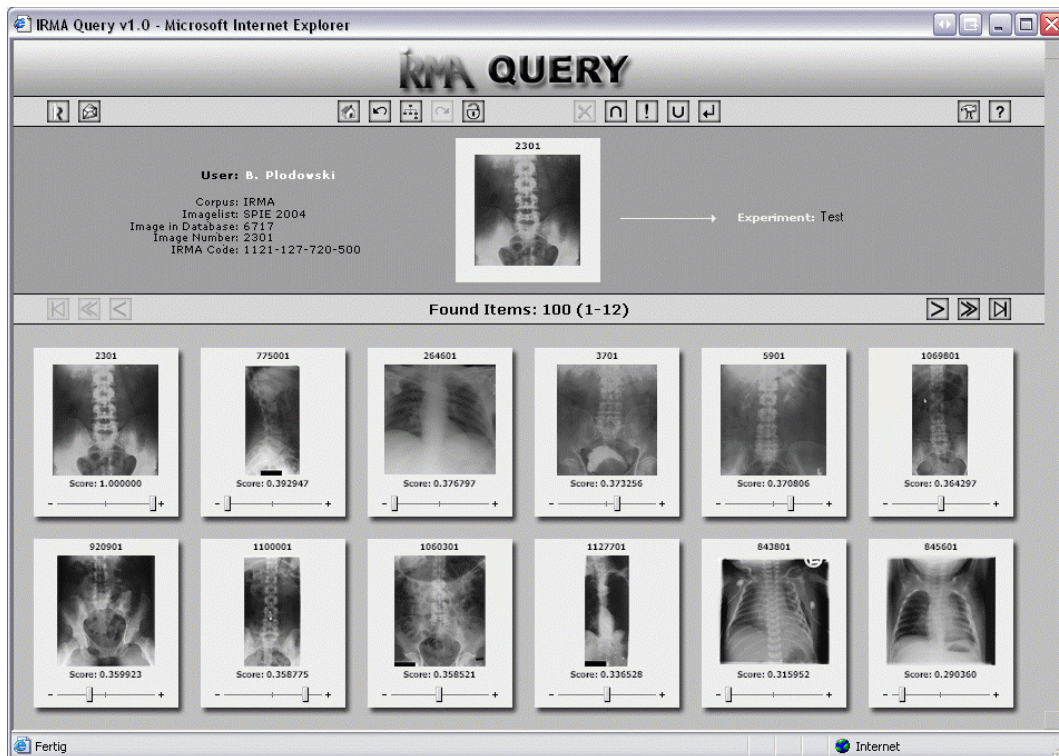 IRMA Query v1.0 - Microsoft Internet Explorer
IRMA QUERY
2301
User: B. Plodowski
Corpus: IRMA
Imagelist: SPIE 2004
Image in Database: 6717
Image Number: 2301
IRMA Code: 1121-127-720-500
Experiment: Test
Found Items: 100 (1-12)
2301 775001 264601 3701 5901 1069801
Score: 1.000000 Score: 0.392947 Score: 0.376797 Score: 0.373256 Score: 0.370806 Score: 0.364297
- + - + - + - + - + - +
920901 1100001 1060301 1127701 843801 845601
Score: 0.359923 Score: 0.358775 Score: 0.358521 Score: 0.336528 Score: 0.315952 Score: 0.290360
- + - + - + - + - + - +
Fertig Internet